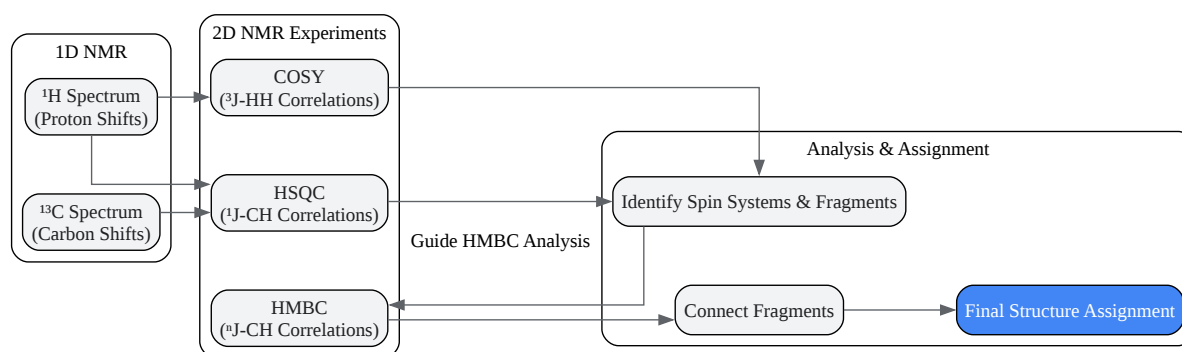 1D NMR
¹H Spectrum
(Proton Shifts)
¹³C Spectrum
(Carbon Shifts)
2D NMR Experiments
COSY
(³J-HH Correlations)
HSQC
(¹J-CH Correlations)
HMBC
(ⁿJ-CH Correlations)
Guide HMBC Analysis
Analysis & Assignment
Identify Spin Systems & Fragments
Connect Fragments
Final Structure Assignment